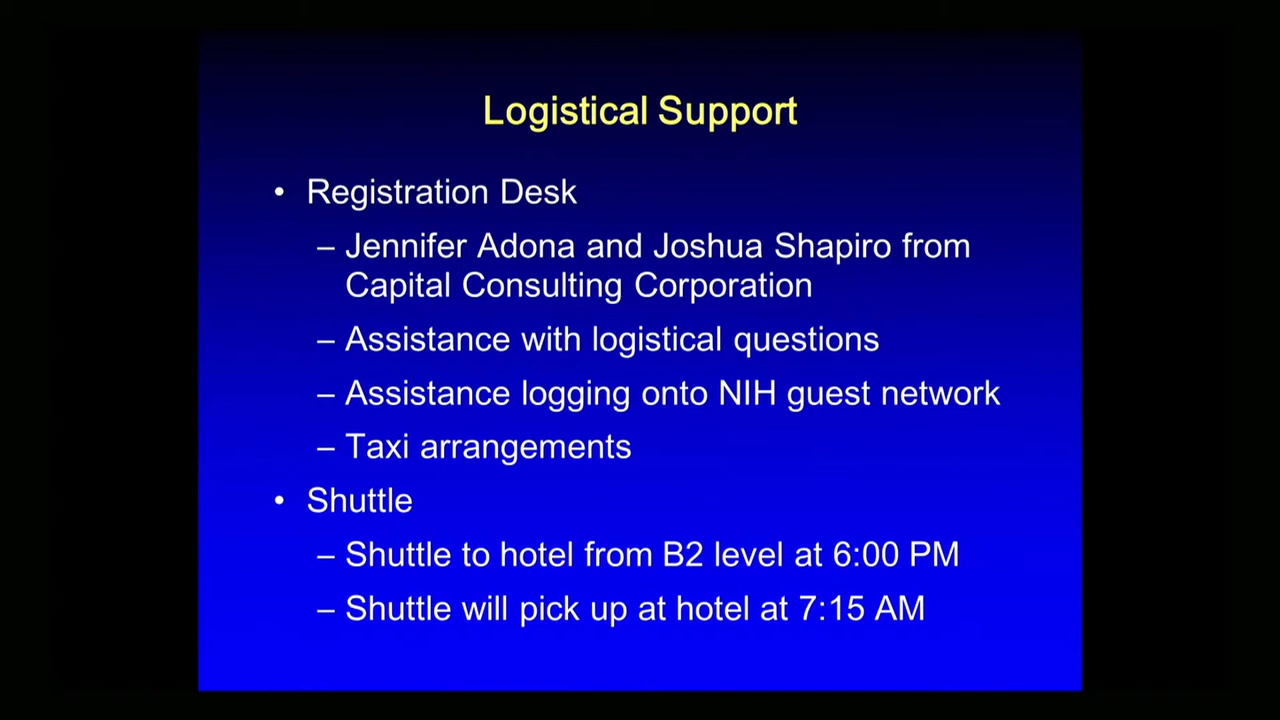 Logistical Support
• Registration Desk
– Jennifer Adona and Joshua Shapiro from
Capital Consulting Corporation
– Assistance with logistical questions
– Assistance logging onto NIH guest network
– Taxi arrangements
• Shuttle
– Shuttle to hotel from B2 level at 6:00 PM
– Shuttle will pick up at hotel at 7:15 AM